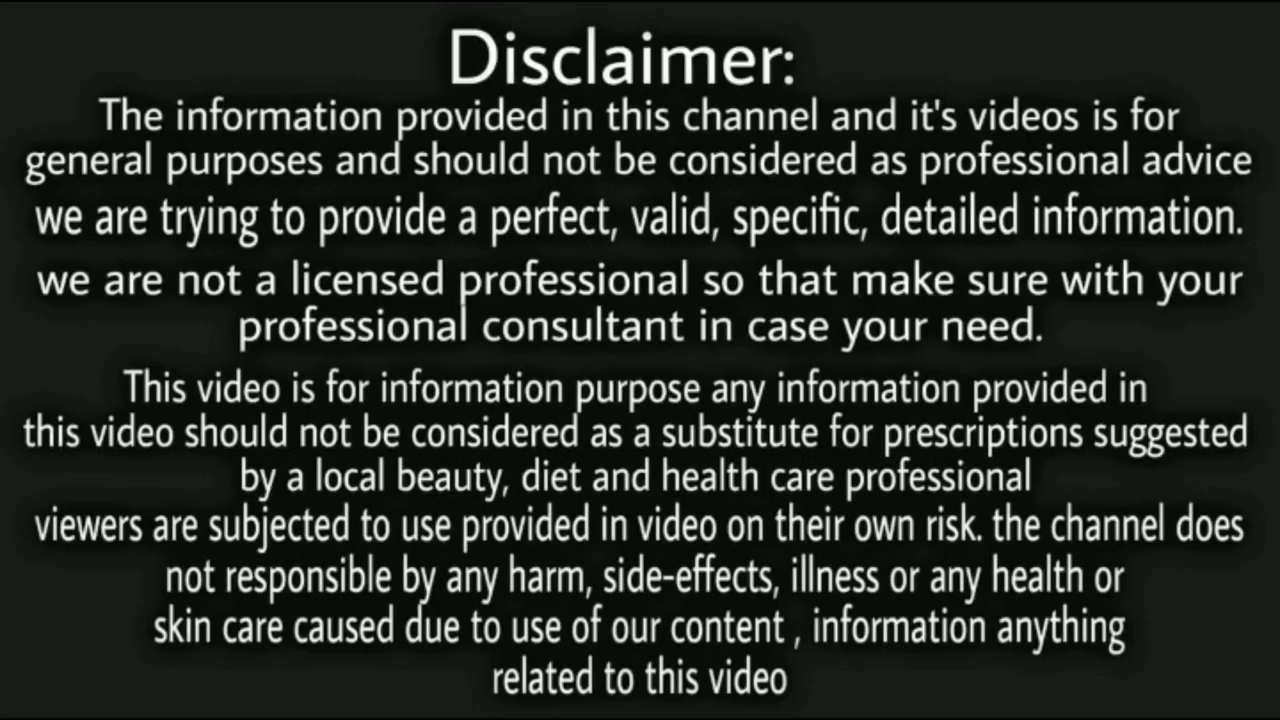 Disclaimer:
The information provided in this channel and it's videos is for
general purposes and should not be considered as professional advice
we are trying to provide a perfect, valid, specific, detailed information.
we are not a licensed professional so that make sure with your
professional consultant in case your need.
This video is for information purpose any information provided in
this video should not be considered as a substitute for prescriptions suggested
by a local beauty, diet and health care professional
viewers are subjected to use provided in video on their own risk. the channel does
not responsible by any harm, side-effects, illness or any health or
skin care caused due to use of our content , information anything
related to this video